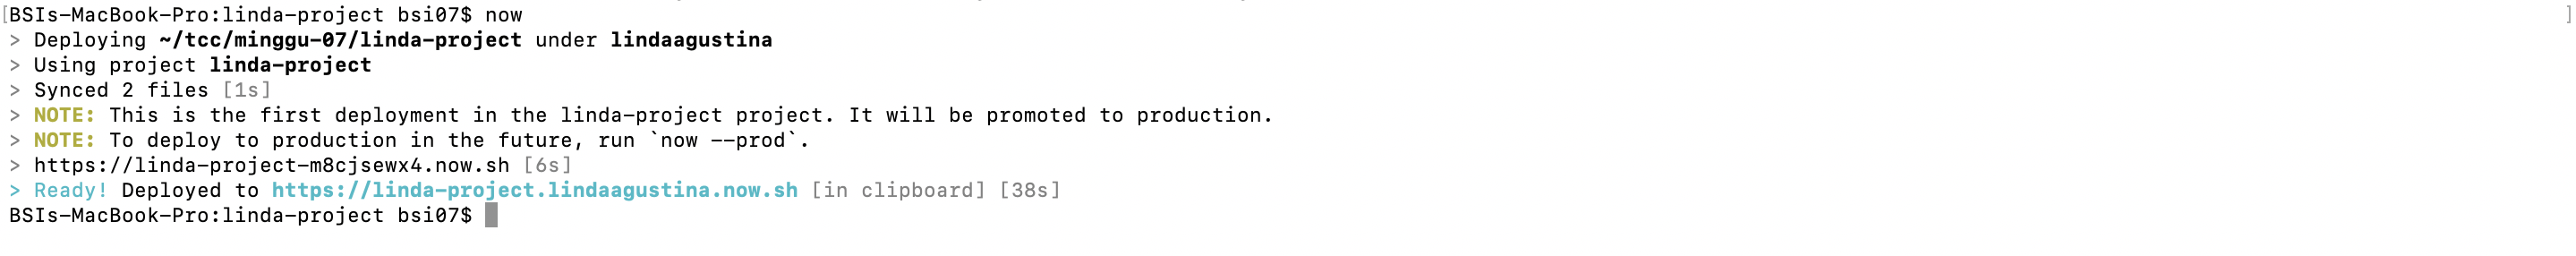 [BSIs-MacBook-Pro:linda-project bsi07$ now ]
> Deploying ~/tcc/minggu-07/linda-project under lindaagustina
> Using project linda-project
> Synced 2 files [1s]
> NOTE: This is the first deployment in the linda-project project. It will be promoted to production.
> NOTE: To deploy to production in the future, run `now --prod`.
> https://linda-project-m8cjsewx4.now.sh [6s]
> Ready! Deployed to https://linda-project.lindaagustina.now.sh [in clipboard] [38s]
BSIs-MacBook-Pro:linda-project bsi07$